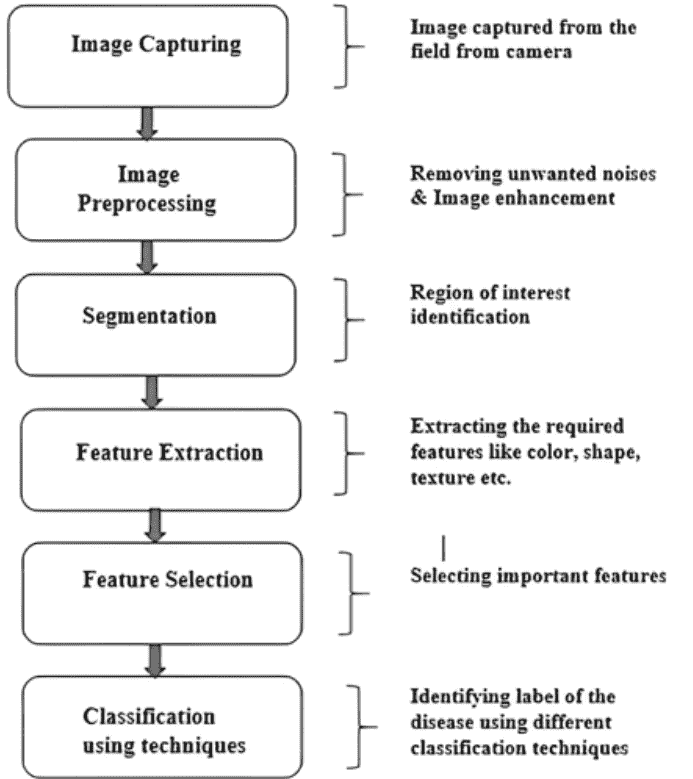 Image Capturing
Image captured from the
field from camera
Image
Preprocessing
Removing unwanted noises
& Image enhancement
Segmentation
Region of interest
identification
Feature Extraction
Extracting the required
features like color, shape,
texture etc.
Feature Selection
Selecting important features
Classification
using techniques
Identifying label of the
disease using different
classification techniques